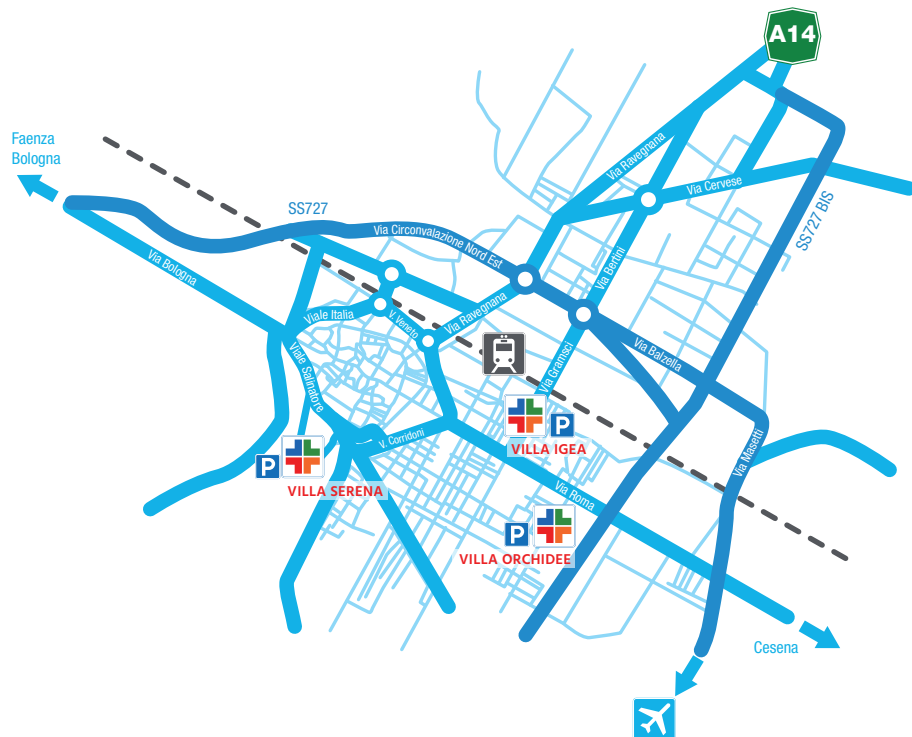 A14
Faenza
Bologna
Via Ravegnana
Via Cervese
SS727
SS727 BIS
Via Circonvalazione Nord Est
Via Bologna
Via Bertini
Viale Italia
V. Veneto
Via Ravegnana
Via Balzella
Via Gramsci
Viale Salinatore
P
VILLA IGEA
V. Corridoni
Via Masetti
P
VILLA SERENA
Via Roma
P
VILLA ORCHIDEE
Cesena